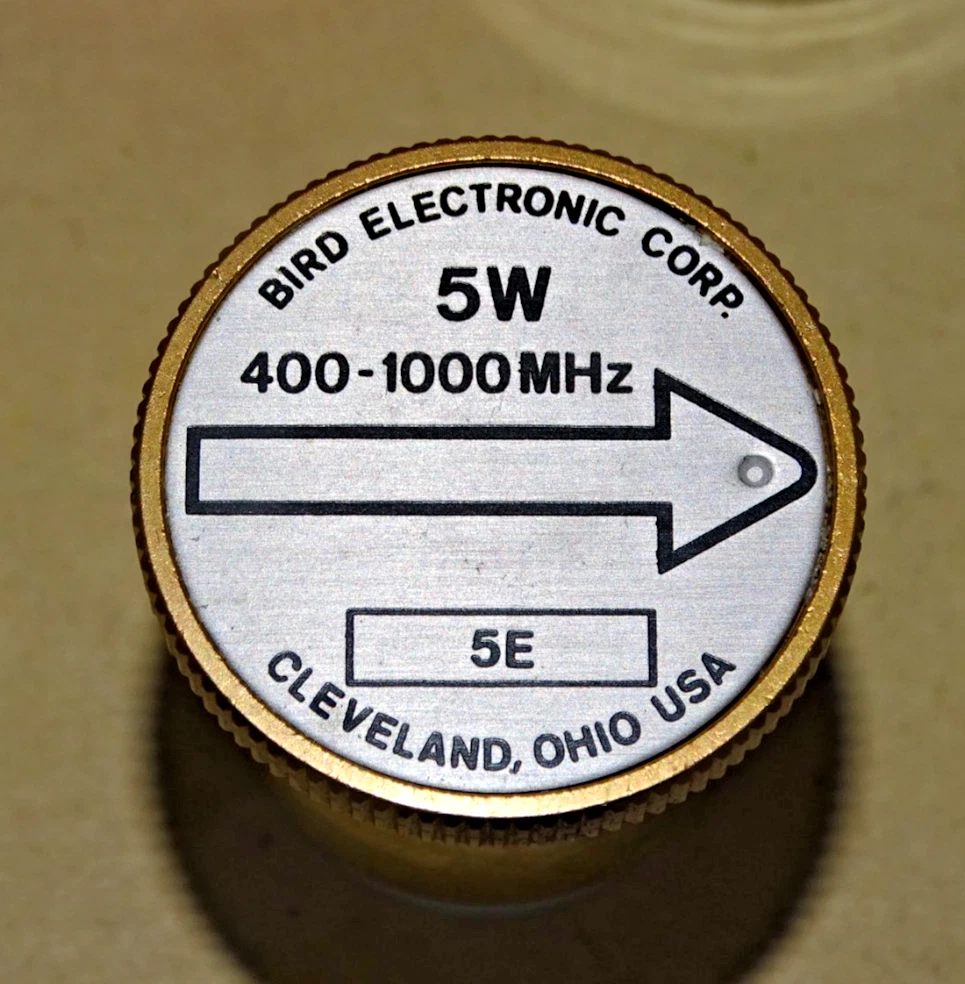 BIRD ELECTRONIC CORP.
5W
400-1000MHz
5E
CLEVELAND, OHIO USA